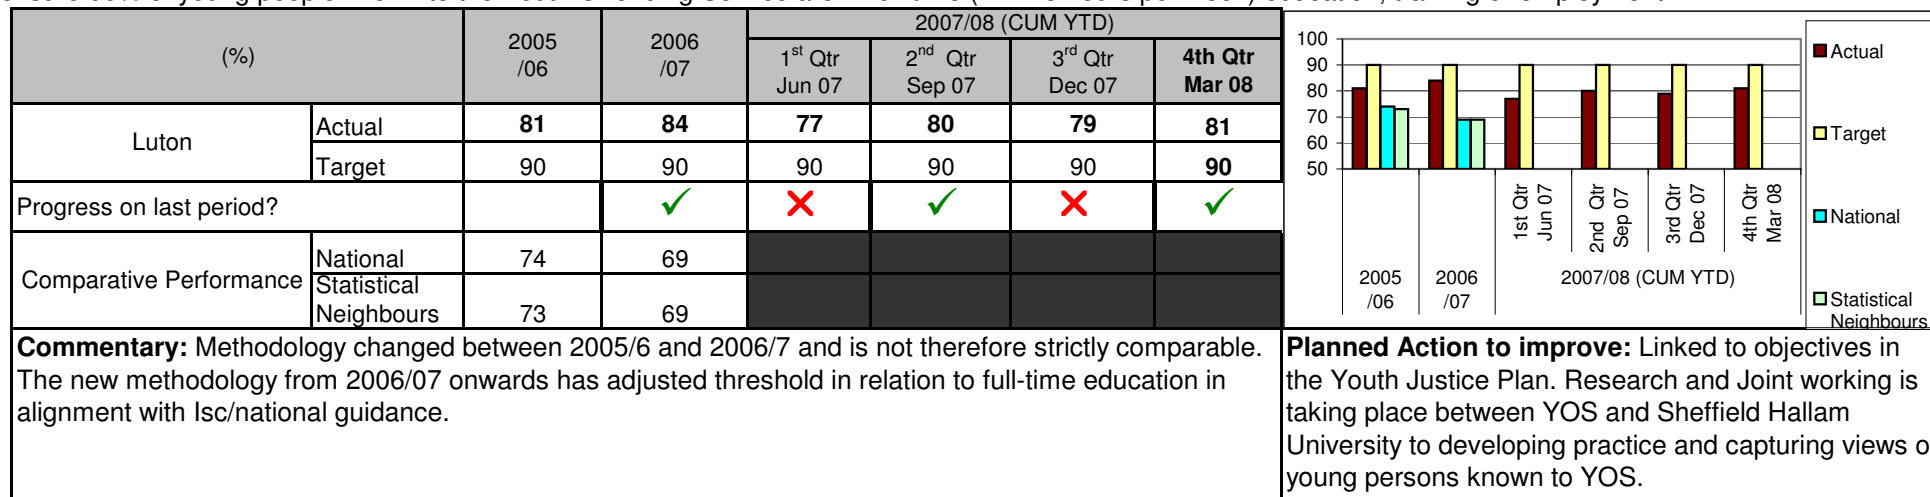 (%)
2005 /06
2006 /07
2007/08 (CUM YTD)
1st Qtr Jun 07
2nd Qtr Sep 07
3rd Qtr Dec 07
4th Qtr Mar 08
Luton
Actual 81 84 77 80 79 81
Target 90 90 90 90 90 90
Progress on last period?
Comparative Performance
National 74 69
Statistical Neighbours 73 69
100
90
80
70
60
50
1st Qtr Jun 07
2nd Qtr Sep 07
3rd Qtr Dec 07
4th Qtr Mar 08
2005 /06
2006 /07
2007/08 (CUM YTD)
Actual
Target
National
Statistical
Neighbours
Commentary: Methodology changed between 2005/6 and 2006/7 and is not therefore strictly comparable.
The new methodology from 2006/07 onwards has adjusted threshold in relation to full-time education in
alignment with lsc/national guidance.
Planned Action to improve: Linked to objectives in
the Youth Justice Plan. Research and Joint working is
taking place between YOS and Sheffield Hallam
University to developing practice and capturing views o
young persons known to YOS.